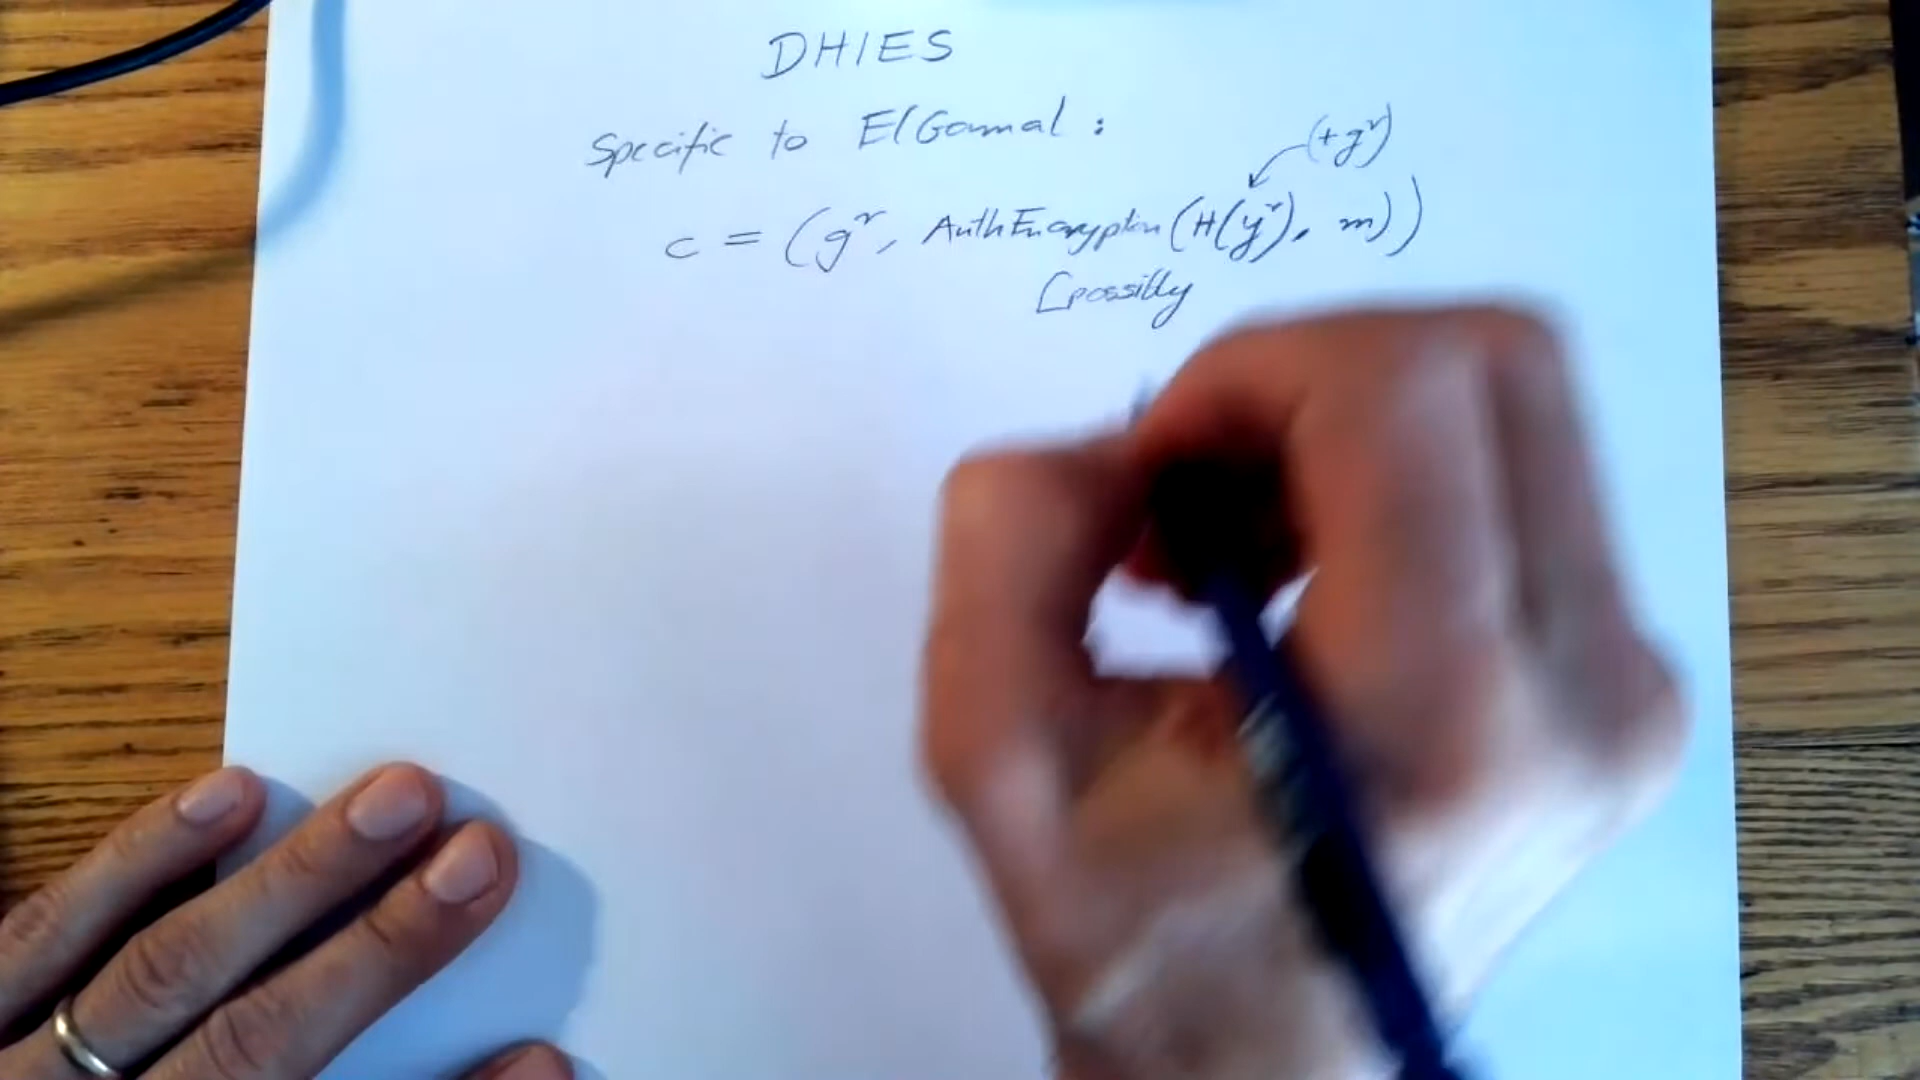 DHIES
Specific to ElGamal :
(+g^r)
c = (g^r, AuthEncryption(H(y^r), m))
[possibly